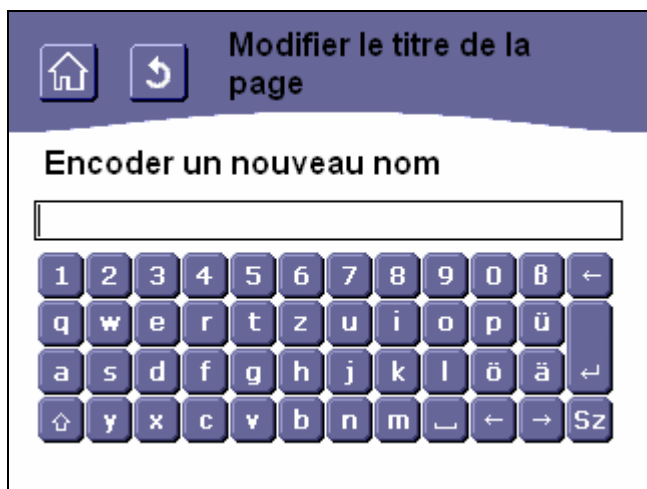 Modifier le titre de la
page
Encoder un nouveau nom
1 2 3 4 5 6 7 8 9 0 ß ←
q w e r t z u i o p ü
a s d f g h j k l ö ä ↵
⇧ y x c v b n m ⎵ ← → Sz